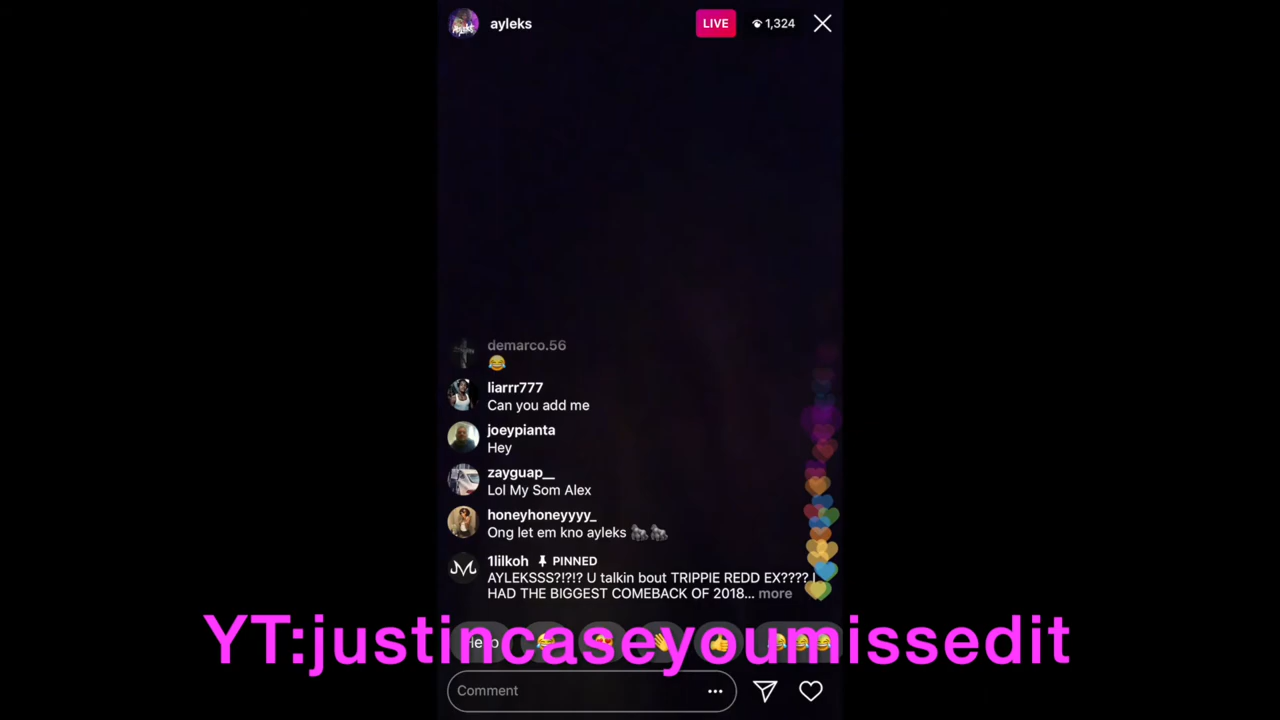 ayleks
LIVE
1,324
demarco.56
😂
liarrr777
Can you add me
joeypianta
Hey
zayguap__
Lol My Som Alex
honeyhoneyyyy_
Ong let em kno ayleks 🦍🦍
1lilkoh PINNED
AYLEKSSS?!?!? U talkin bout TRIPPIE REDD EX???? I
HAD THE BIGGEST COMEBACK OF 2018... more
YT:justincaseyoumissedit
Comment